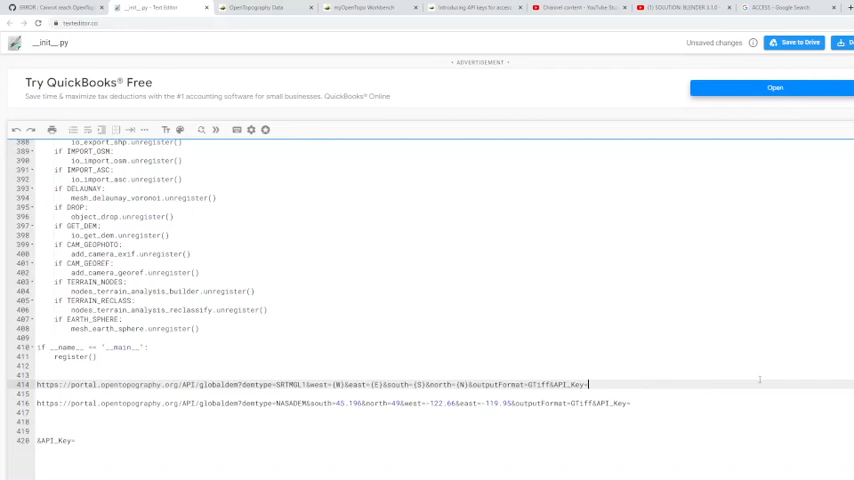 ERROR : Cannot reach OpenTopo
__init__.py - Text Editor
OpenTopography Data
myOpenTopo Workbench
Introducing API keys for access
Channel content - YouTube Stu
(1) SOLUTION: BLENDER 3.1.0
ACCESS - Google Search
texteditor.co
__init__.py
Unsaved changes
Save to Drive
ADVERTISEMENT
Try QuickBooks® Free
Save time & maximize tax deductions with the #1 accounting software for small businesses. QuickBooks® Online
Open
388 io_export_shp.unregister()
389 if IMPORT_OSM:
390 io_import_osm.unregister()
391 if IMPORT_ASC:
392 io_import_asc.unregister()
393 if DELAUNAY:
394 mesh_delaunay_voronoi.unregister()
395 if DROP:
396 object_drop.unregister()
397 if GET_DEM:
398 io_get_dem.unregister()
399 if CAM_GEOPHOTO:
400 add_camera_exif.unregister()
401 if CAM_GEOREF:
402 add_camera_georef.unregister()
403 if TERRAIN_NODES:
404 nodes_terrain_analysis_builder.unregister()
405 if TERRAIN_RECLASS:
406 nodes_terrain_analysis_reclassify.unregister()
407 if EARTH_SPHERE:
408 mesh_earth_sphere.unregister()
409
410 if __name__ == "__main__":
411 register()
412
413
414 https://portal.opentopography.org/API/globaldem?demtype=SRTMGL1&west={W}&east={E}&south={S}&north={N}&outputFormat=GTiff&API_Key=
415
416 https://portal.opentopography.org/API/globaldem?demtype=NASADEM&south=45.196&north=49&west=-122.66&east=-119.95&outputFormat=GTiff&API_Key=
417
418
419
420 &API_Key=